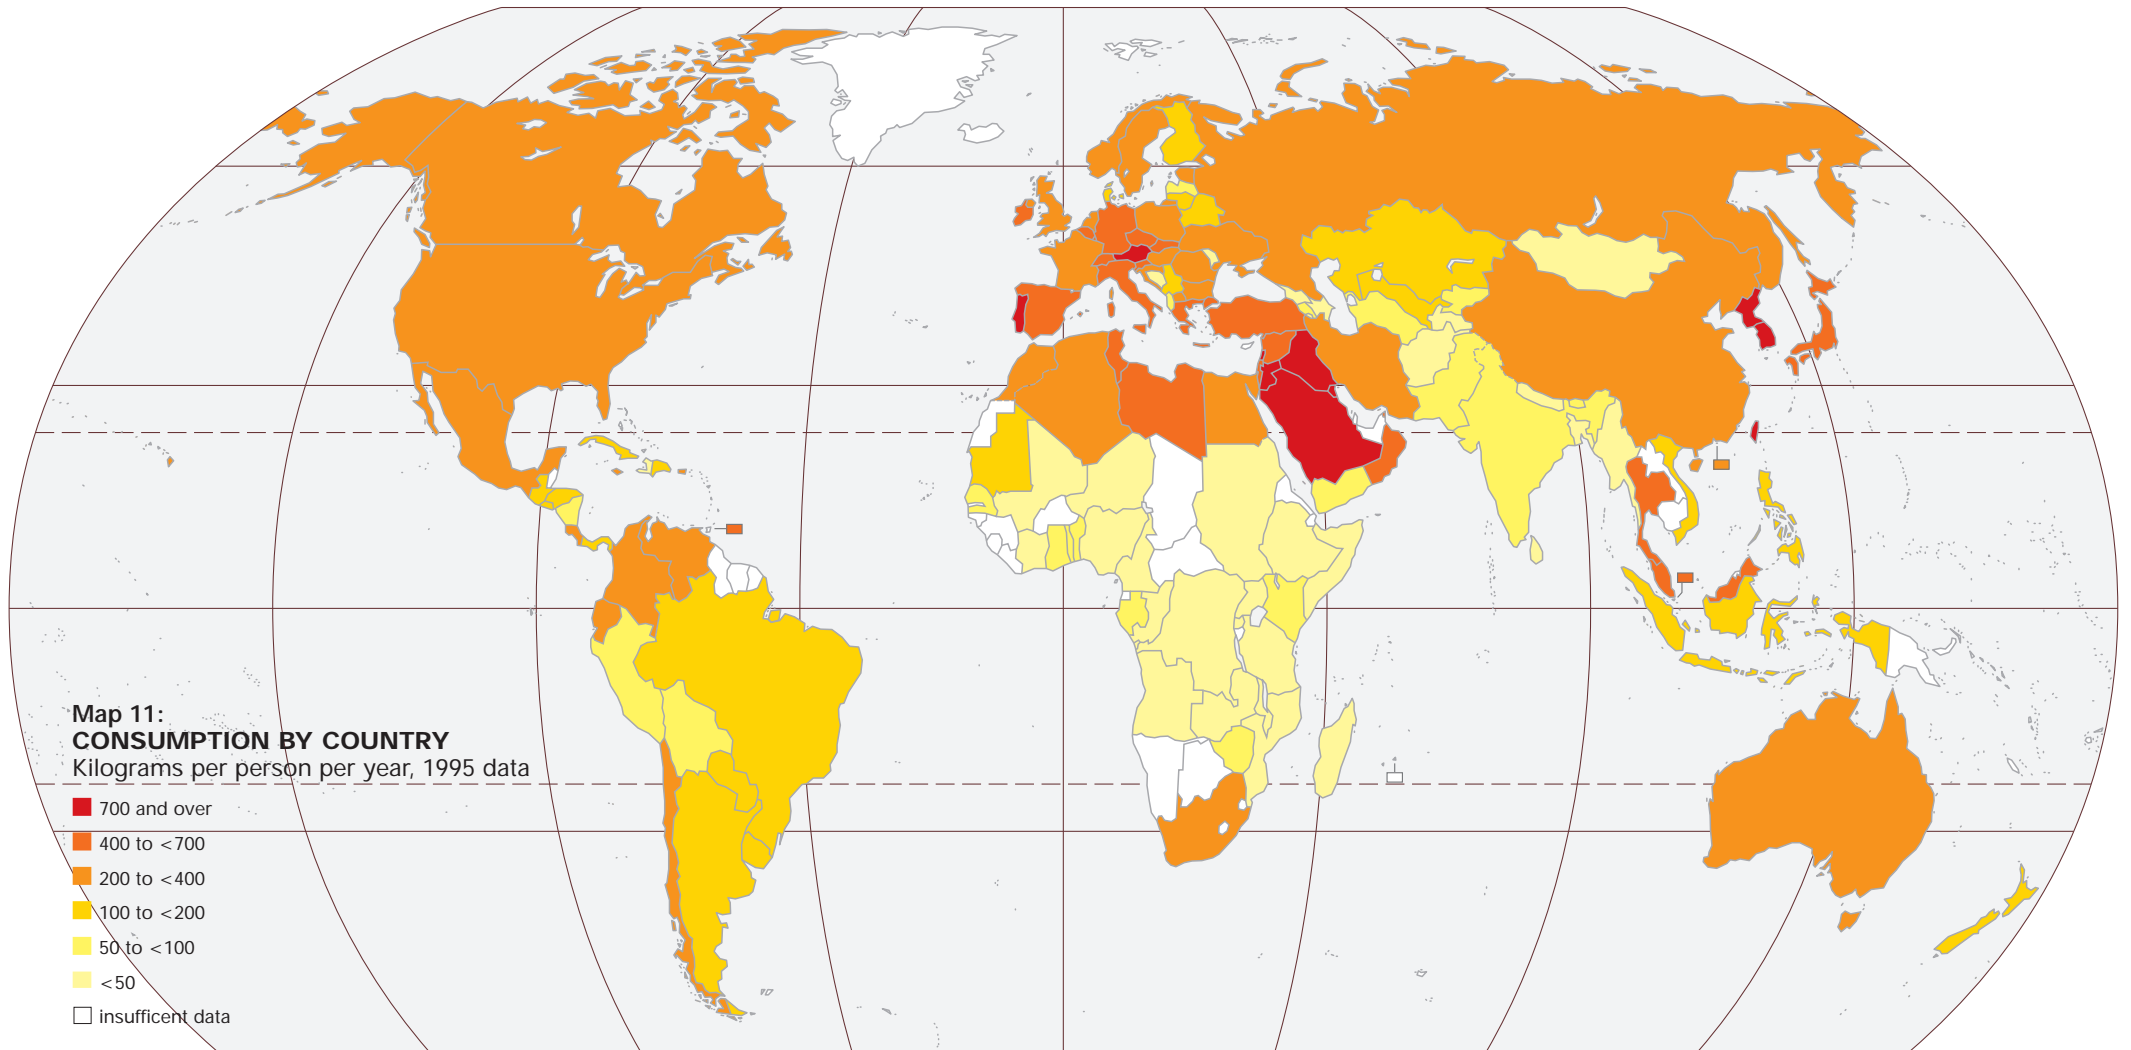 Map 11:
CONSUMPTION BY COUNTRY
Kilograms per person per year, 1995 data
700 and over
400 to <700
200 to <400
100 to <200
50 to <100
<50
insufficent data